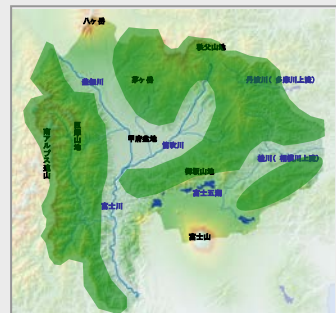 八ヶ岳
秩父山地
釜無川
茅ヶ岳
丹波川(多摩川上流)
甲府盆地
笛吹川
巨摩山地
南アルプス連山
桂川(相模川上流)
御坂山地
富士五湖
富士川
富士山